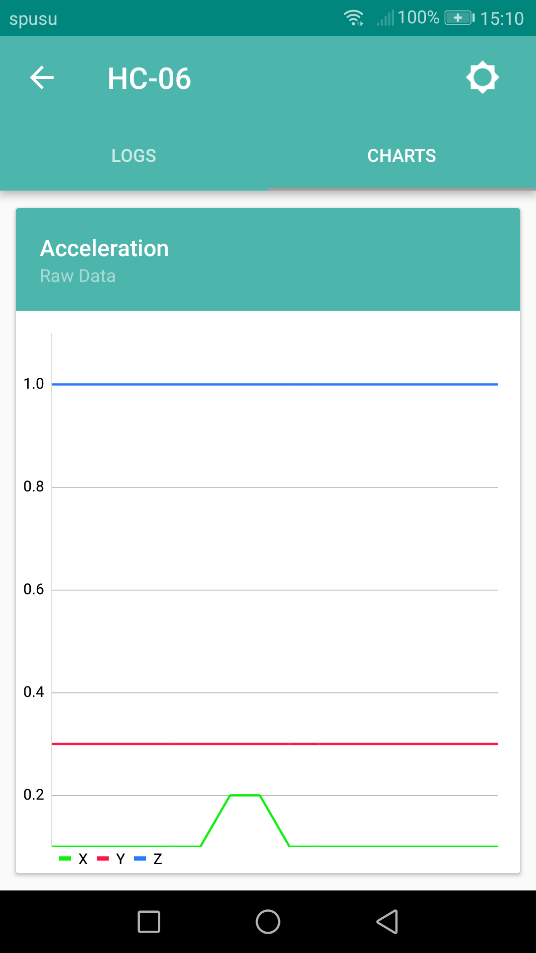 spusu 100% 15:10
HC-06
LOGS CHARTS
Acceleration
Raw Data
1.0
0.8
0.6
0.4
0.2
X Y Z